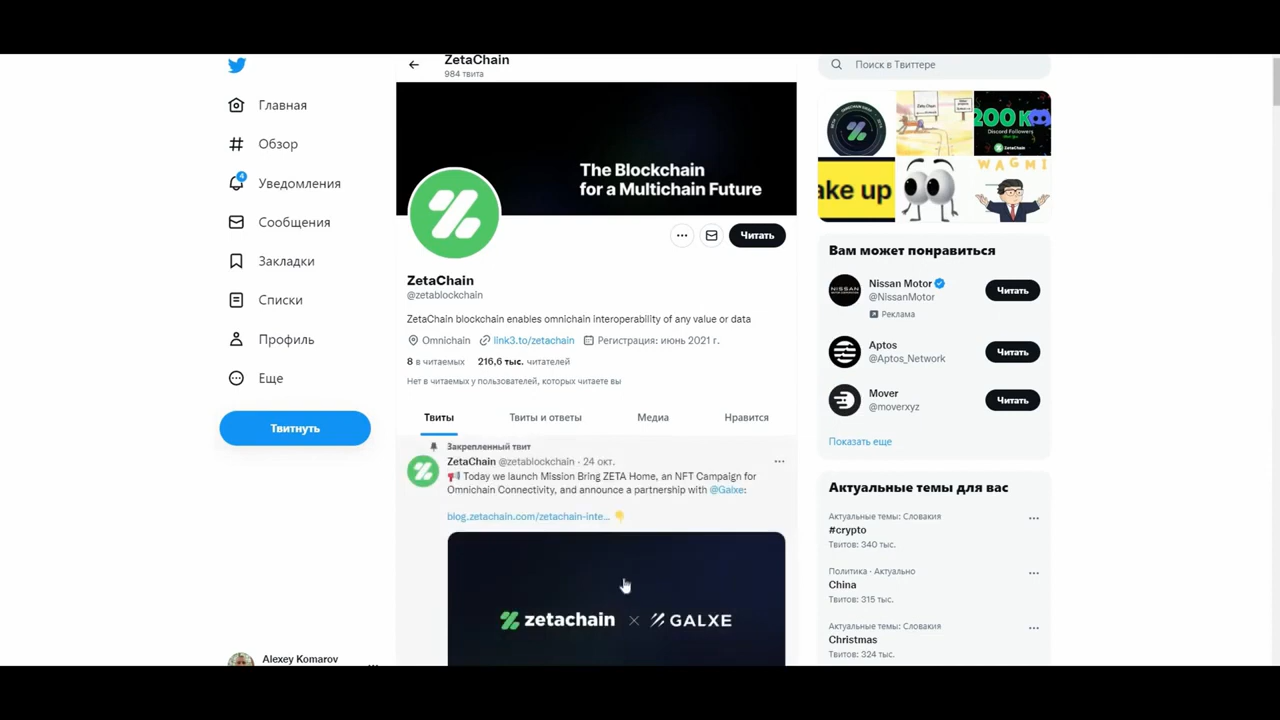 Главная
Обзор
4
Уведомления
Сообщения
Закладки
Списки
Профиль
Еще
Твитнуть
Alexey Komarov
ZetaChain
984 твита
The Blockchain
for a Multichain Future
Читать
ZetaChain
@zetablockchain
ZetaChain blockchain enables omnichain interoperability of any value or data
Omnichain link3.to/zetachain Регистрация: июнь 2021 г.
8 в читаемых 216,6 тыс. читателей
Нет в читаемых у пользователей, которых читаете вы
Твиты Твиты и ответы Медиа Нравится
Закрепленный твит
ZetaChain @zetablockchain · 24 окт.
📢 Today we launch Mission Bring ZETA Home, an NFT Campaign for
Omnichain Connectivity, and announce a partnership with @Galxe:
blog.zetachain.com/zetachain-inte… 👇
zetachain × GALXE
Поиск в Твиттере
200K
Discord Followers
ZetaChain
ake up
WAGMI
Вам может понравиться
Nissan Motor
@NissanMotor
Реклама
Читать
Aptos
@Aptos_Network
Читать
Mover
@moverxyz
Читать
Показать еще
Актуальные темы для вас
Актуальные темы: Словакия
#crypto
Твитов: 340 тыс.
Политика · Актуально
China
Твитов: 315 тыс.
Актуальные темы: Словакия
Christmas
Твитов: 324 тыс.